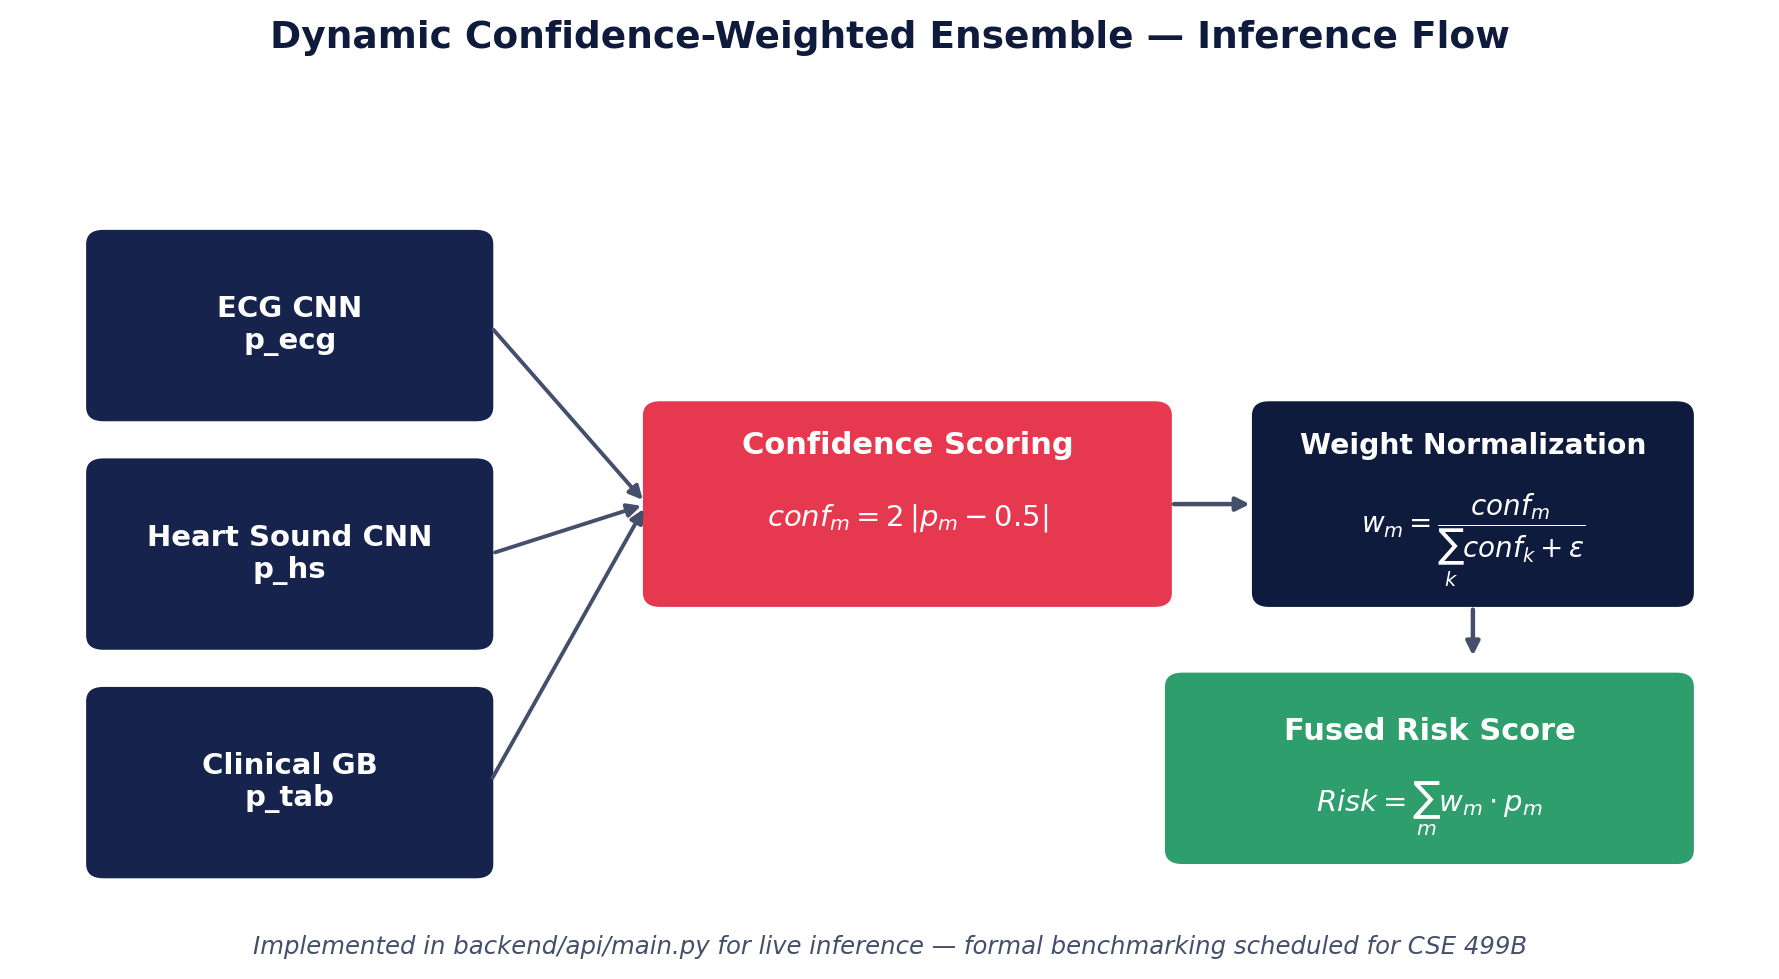 Dynamic Confidence-Weighted Ensemble — Inference Flow
ECG CNN
p_ecg
Heart Sound CNN
p_hs
Clinical GB
p_tab
Confidence Scoring
conf_m = 2 |p_m − 0.5|
Weight Normalization
w_m = conf_m / ∑_k conf_k + ε
Fused Risk Score
Risk = ∑_m w_m · p_m
Implemented in backend/api/main.py for live inference — formal benchmarking scheduled for CSE 499B